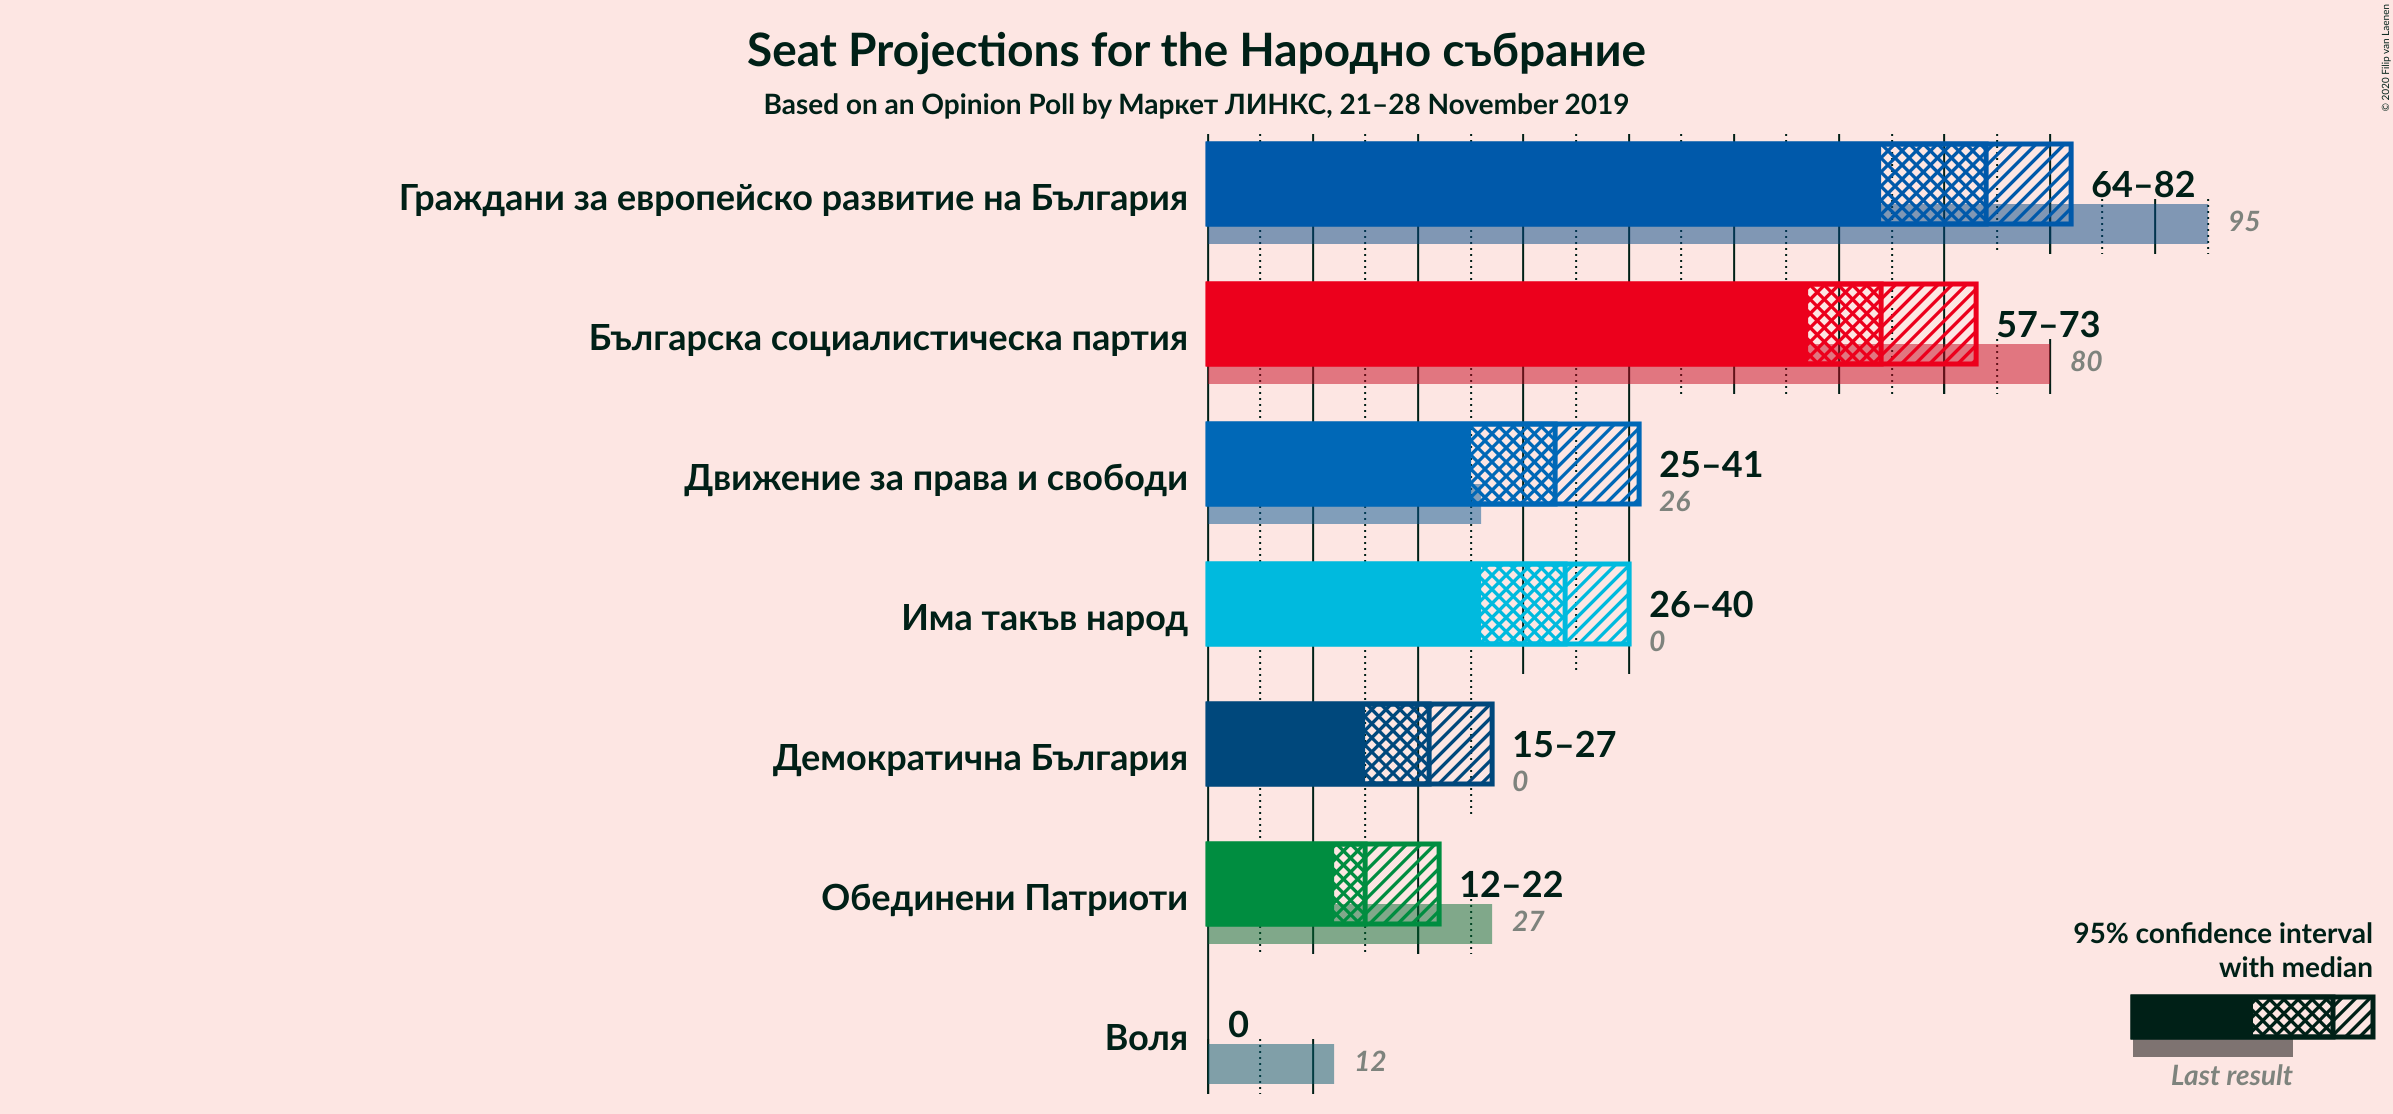 Seat Projections for the Народно събрание
Based on an Opinion Poll by Маркет ЛИНКС, 21–28 November 2019
© 2020 Filip van Laenen
Граждани за европейско развитие на България
64–82
95
Българска социалистическа партия
57–73
80
Движение за права и свободи
25–41
26
Има такъв народ
26–40
0
Демократична България
15–27
0
Обединени Патриоти
12–22
27
Воля
0
12
95% confidence interval
with median
Last result